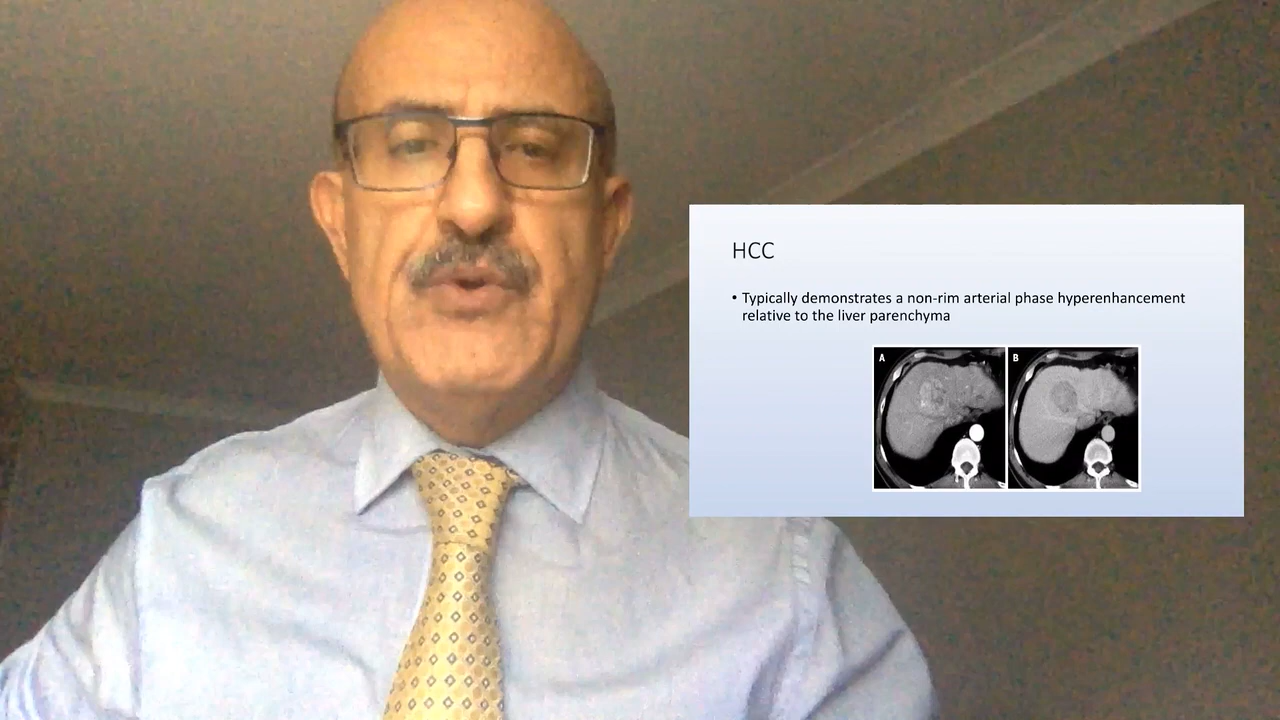 HCC
• Typically demonstrates a non-rim arterial phase hyperenhancement
relative to the liver parenchyma
A
B